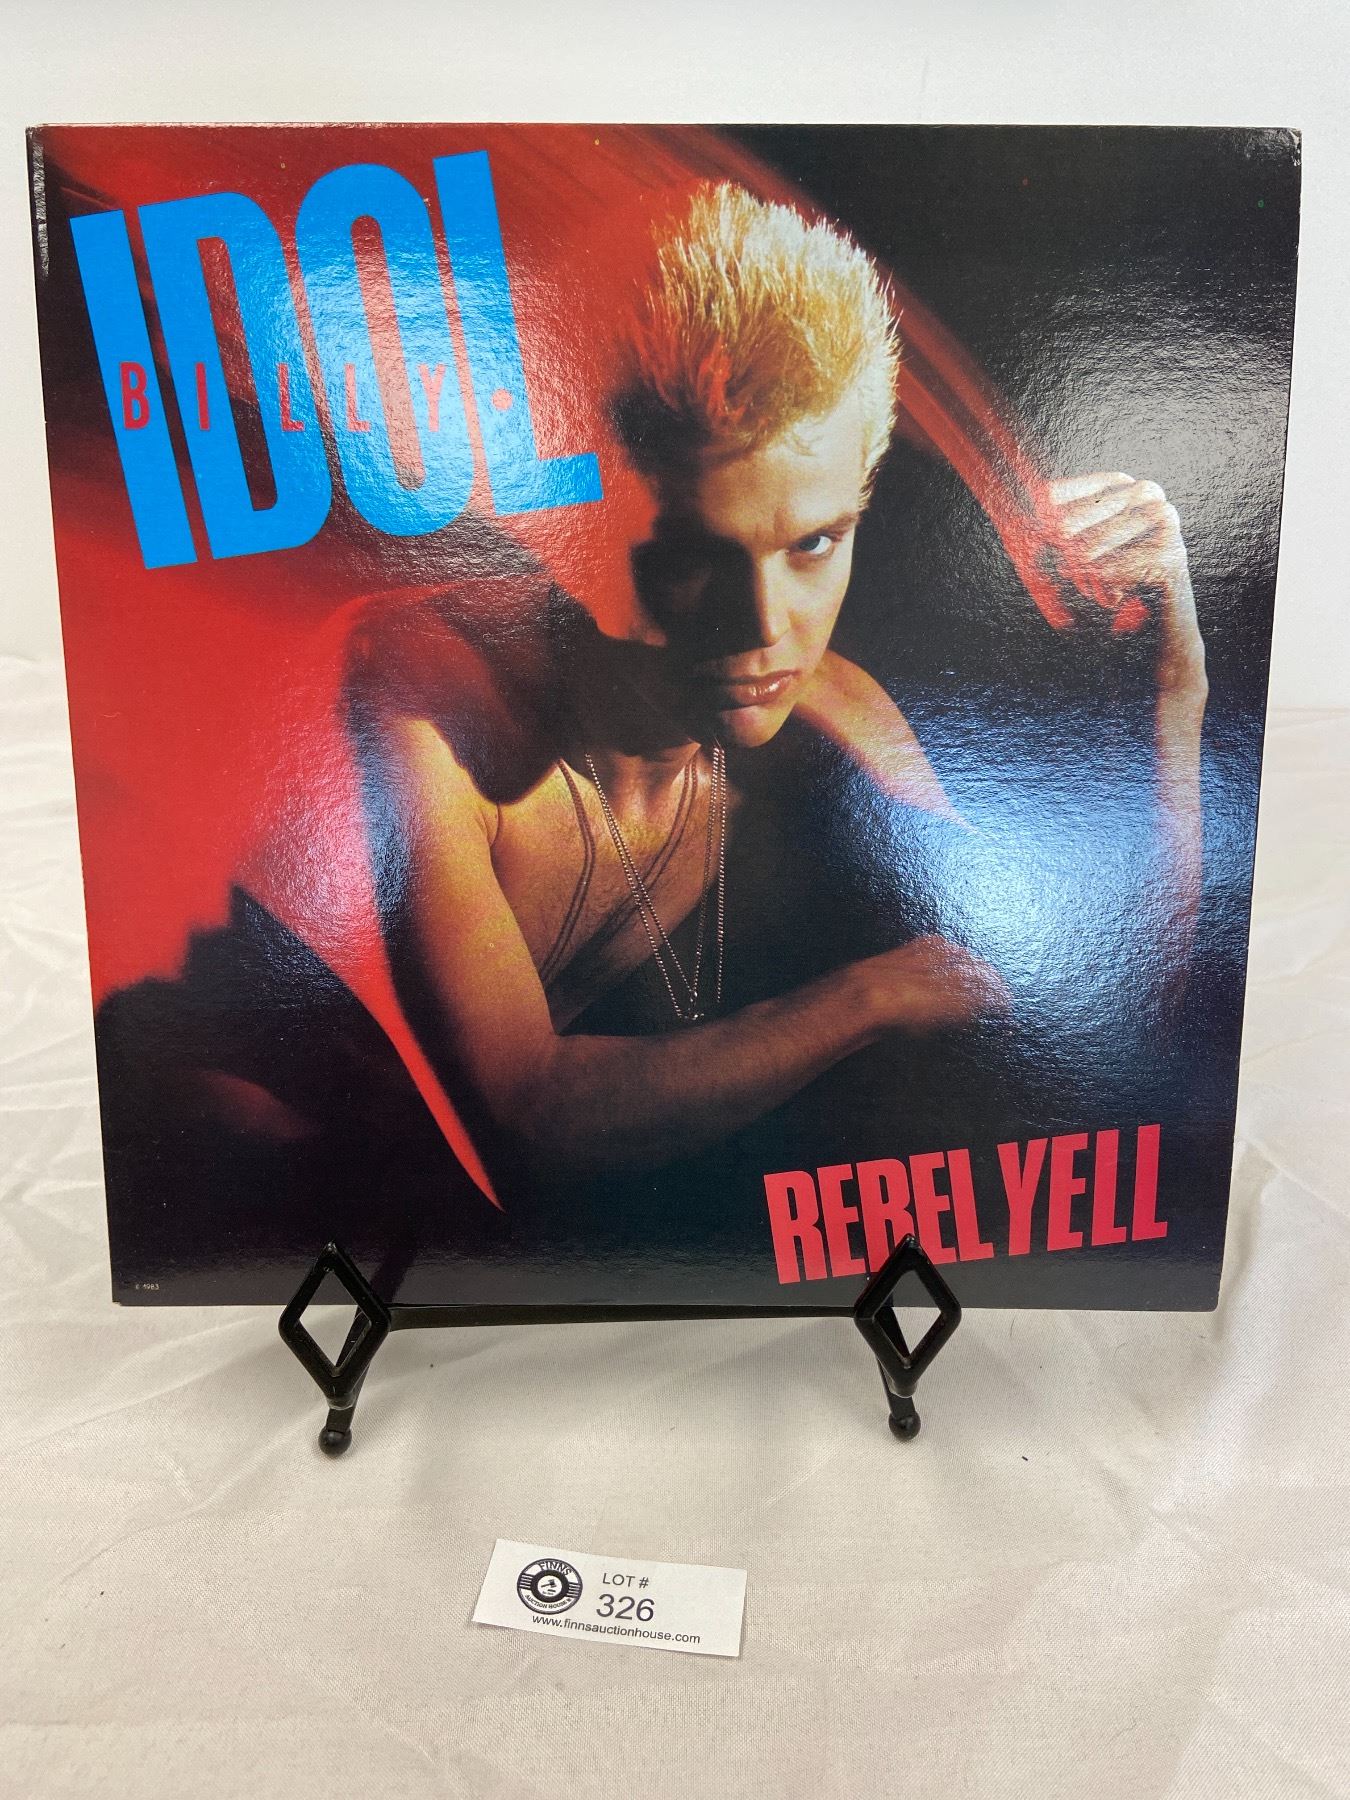 IDOL
BILLY
REBEL YELL
℗ 1983
FINNS
AUCTION HOUSE
LOT #
326
www.finnsauctionhouse.com